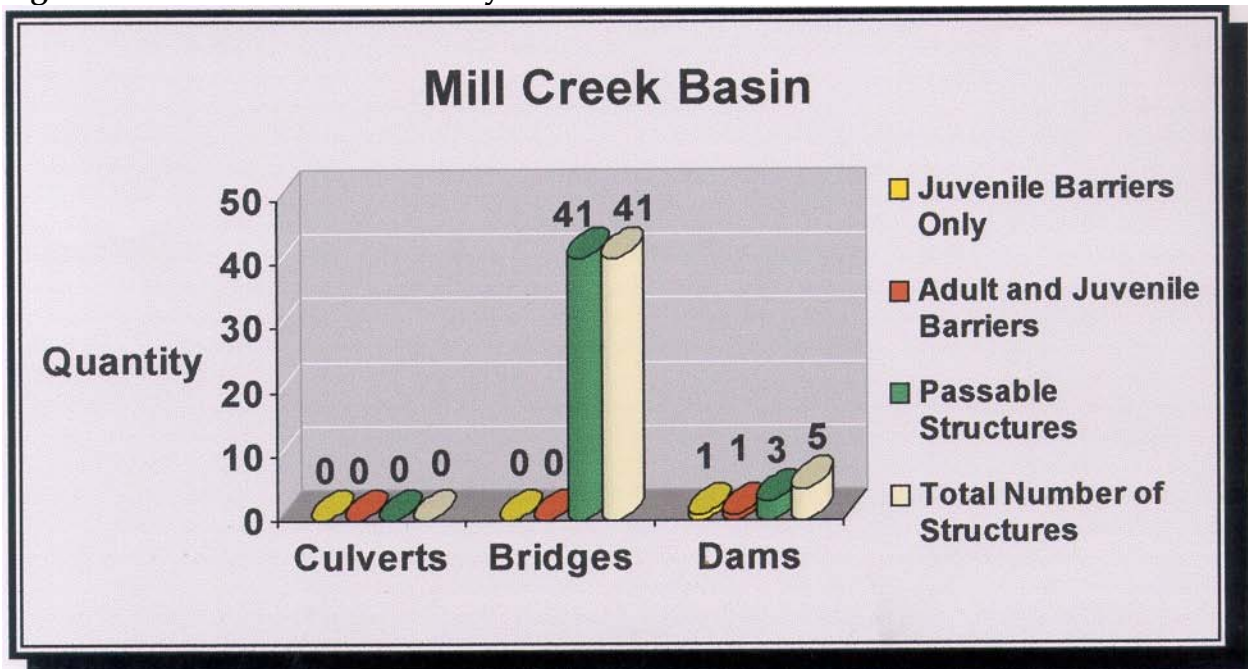 Mill Creek Basin
50
40
30
20
10
0
Quantity
0 0 0 0
0 0 41 41
1 1 3 5
Culverts Bridges Dams
Juvenile Barriers
Only
Adult and Juvenile
Barriers
Passable
Structures
Total Number of
Structures